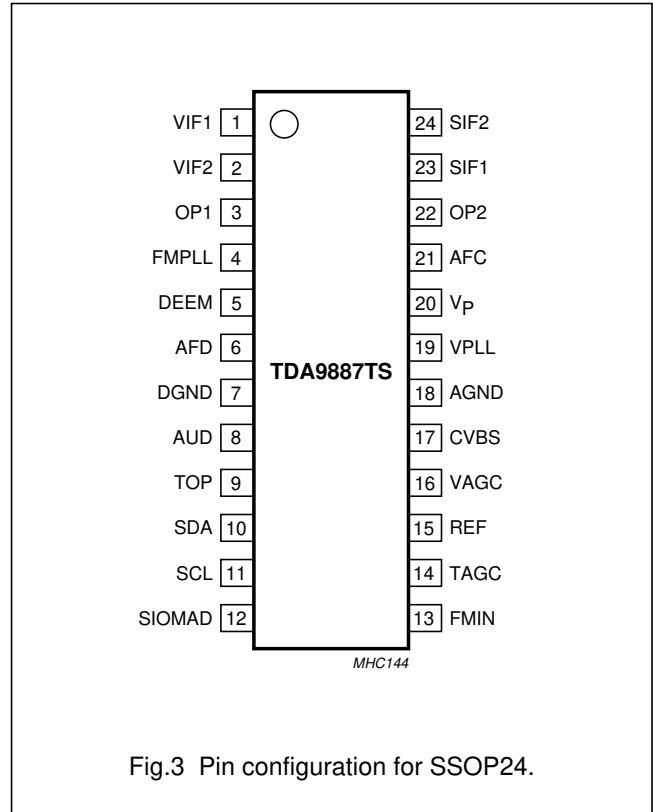 VIF1 1 24 SIF2
VIF2 2 23 SIF1
OP1 3 22 OP2
FMPLL 4 21 AFC
DEEM 5 20 VP
AFD 6 19 VPLL
TDA9887TS
DGND 7 18 AGND
AUD 8 17 CVBS
TOP 9 16 VAGC
SDA 10 15 REF
SCL 11 14 TAGC
SIOMAD 12 13 FMIN
MHC144
Fig.3 Pin configuration for SSOP24.